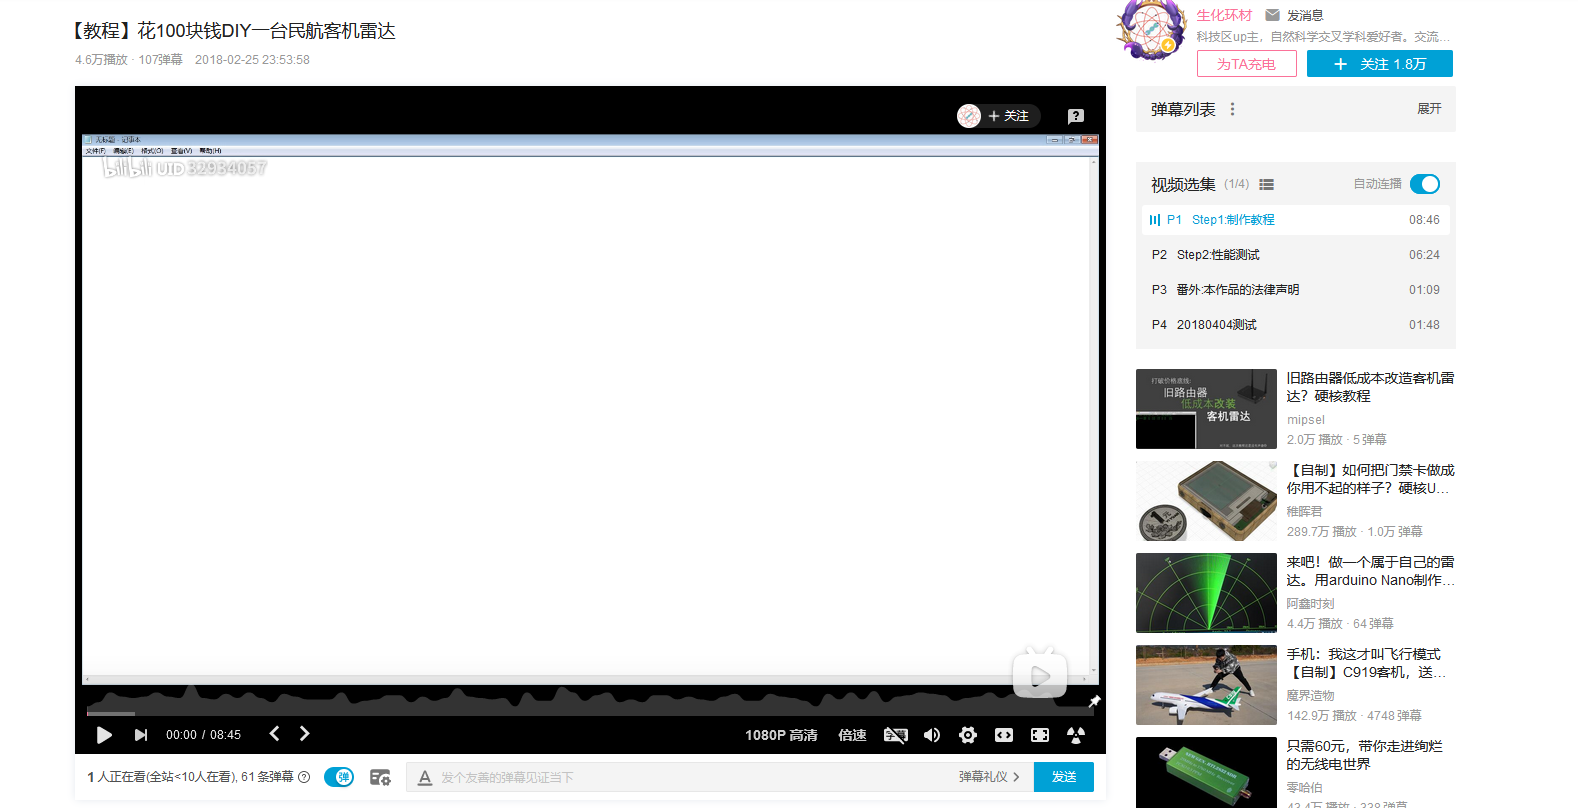 【教程】花100块钱DIY一台民航客机雷达
4.6万播放 · 107弹幕 2018-02-25 23:53:58
生化环材 发消息
科技区up主，自然科学交叉学科爱好者。交流…
为TA充电
+ 关注 1.8万
弹幕列表
展开
+ 关注
无标题 - 记事本
文件(F) 编辑(E) 格式(O) 查看(V) 帮助(H)
bilibili UID 32934057
视频选集 (1/4) 自动连播
P1 Step1:制作教程 08:46
P2 Step2:性能测试 06:24
P3 番外:本作品的法律声明 01:09
P4 20180404测试 01:48
打破价格底线:
旧路由器
低成本改装
客机雷达
旧路由器低成本改造客机雷
达？硬核教程
mipsel
2.0万 播放 · 5 弹幕
【自制】如何把门禁卡做成
你用不起的样子？硬核U…
稚晖君
289.7万 播放 · 1.0万 弹幕
来吧！做一个属于自己的雷
达。用arduino Nano制作…
阿鑫时刻
4.4万 播放 · 64 弹幕
手机：我这才叫飞行模式
【自制】C919客机，送…
魔界造物
142.9万 播放 · 4748 弹幕
只需60元，带你走进绚烂
的无线电世界
零哈伯
43.4万 播放 · 338 弹幕
00:00 / 08:45
1080P 高清 倍速 字幕
1 人正在看(全站<10人在看), 61 条弹幕
弹
发个友善的弹幕见证当下
弹幕礼仪 >
发送